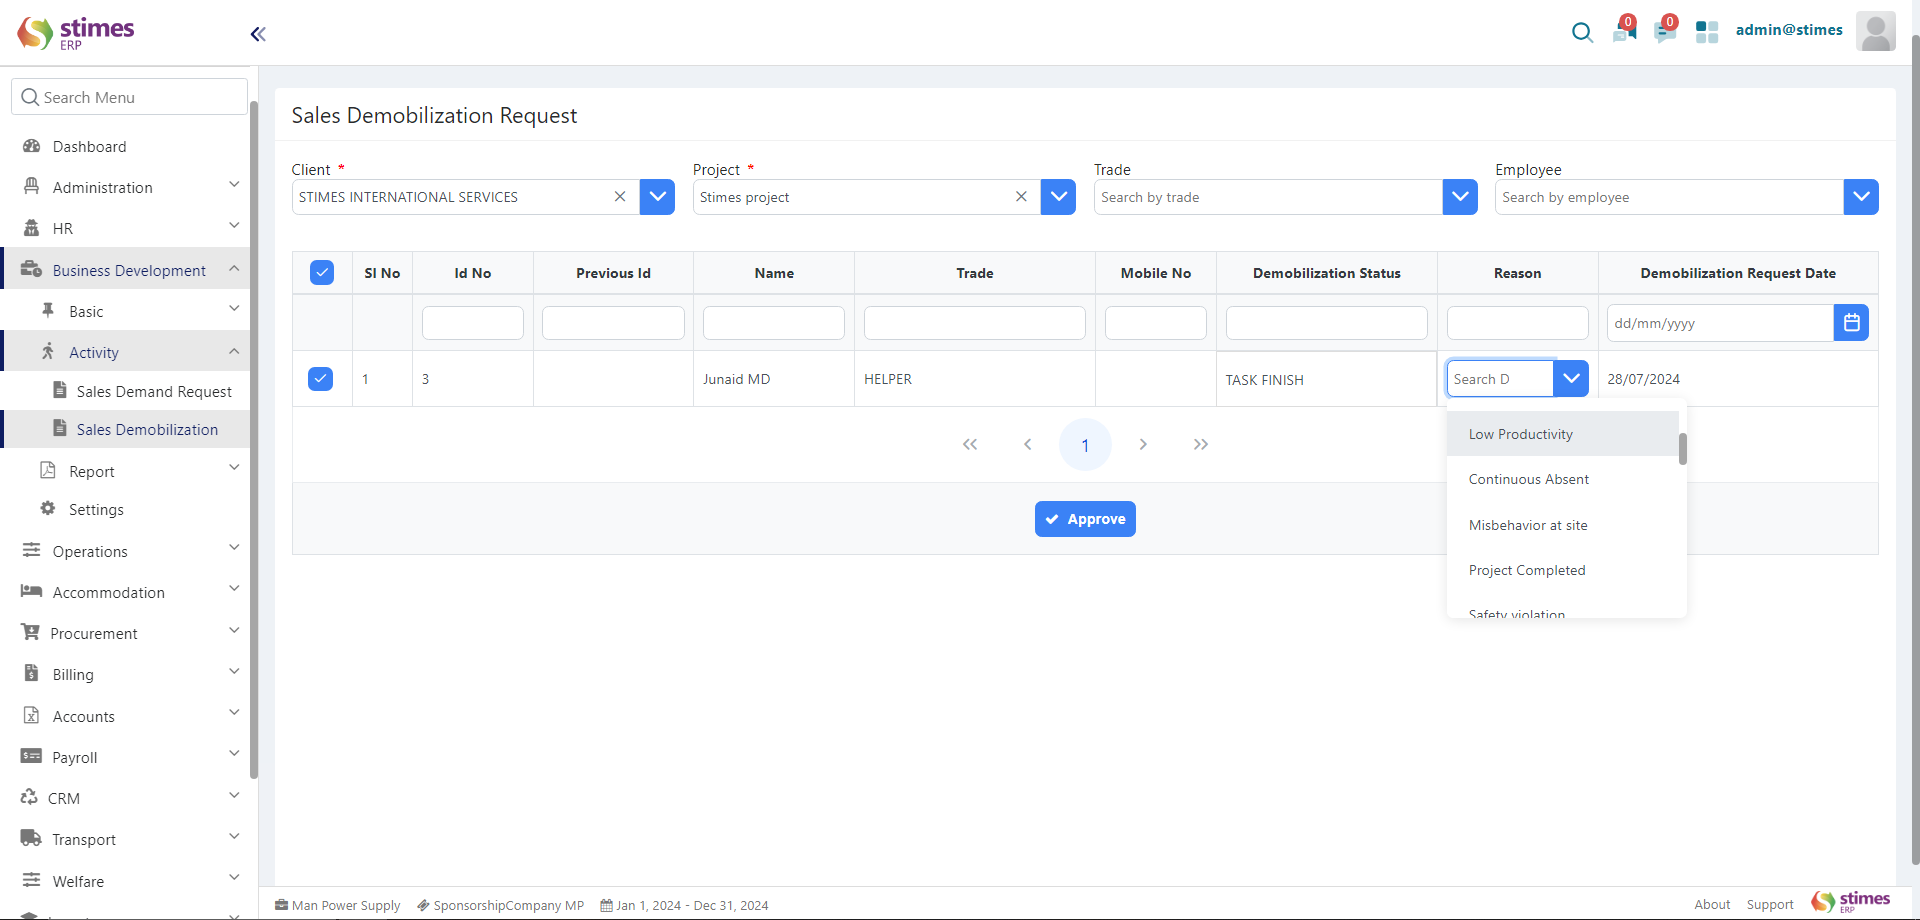 stimes
ERP
0
0
admin@stimes
Search Menu
Dashboard
Administration
HR
Business Development
Basic
Activity
Sales Demand Request
Sales Demobilization
Report
Settings
Operations
Accommodation
Procurement
Billing
Accounts
Payroll
CRM
Transport
Welfare
Sales Demobilization Request
Client * Project * Trade Employee
STIMES INTERNATIONAL SERVICES Stimes project Search by trade Search by employee
Sl No Id No Previous Id Name Trade Mobile No Demobilization Status Reason Demobilization Request Date
dd/mm/yyyy
1 3 Junaid MD HELPER TASK FINISH Search D 28/07/2024
Low Productivity
Continuous Absent
Misbehavior at site
Project Completed
Safety violation
1
Approve
Man Power Supply SponsorshipCompany MP Jan 1, 2024 - Dec 31, 2024
About Support stimes
ERP